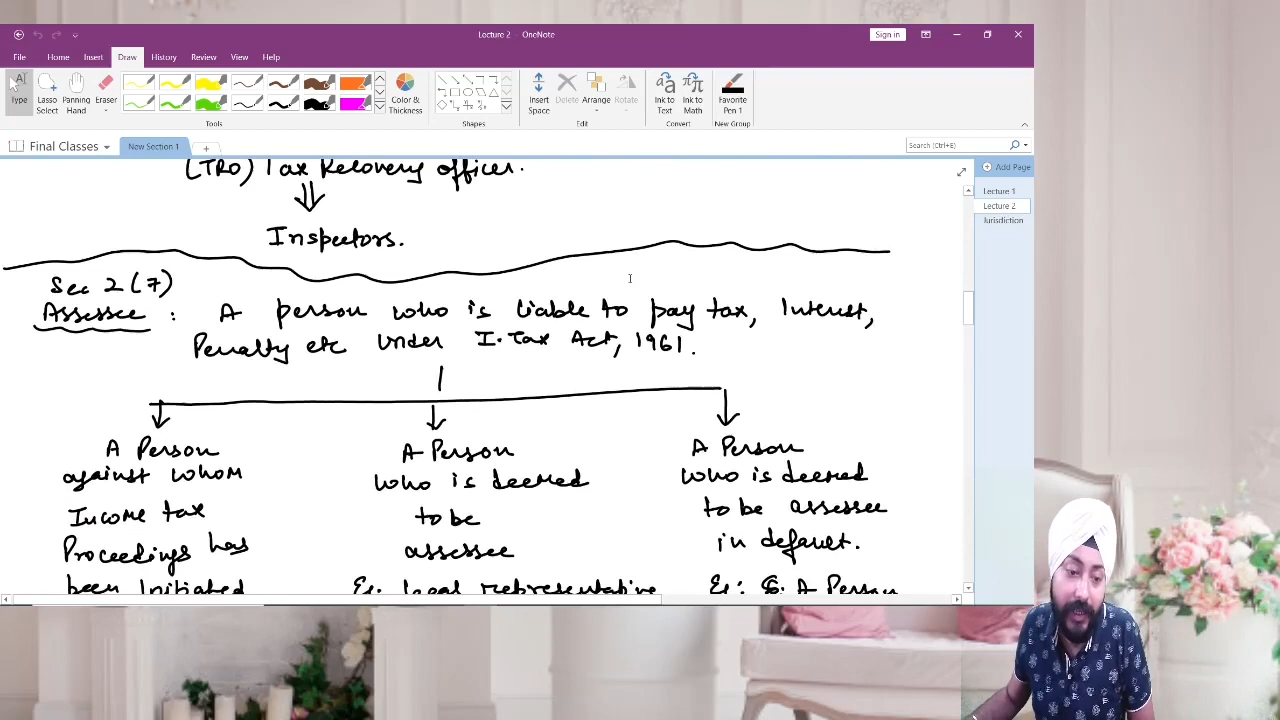 Lecture 2 - OneNote
Sign in
File Home Insert Draw History Review View Help
Type
Lasso Select
Panning Hand
Eraser
Color & Thickness
Insert Space
Delete
Arrange
Rotate
Ink to Text
Ink to Math
Favorite Pen 1
Tools
Shapes
Edit
Convert
New Group
Final Classes
New Section 1
+
Search (Ctrl+E)
Add Page
Lecture 1
Lecture 2
Jurisdiction
(TRO) Tax Recovery officer.
Inspectors.
Sec 2 (7)
Assessee : A person who is liable to pay tax, Interest,
Penalty etc under I. Tax Act, 1961.
A Person
against whom
Income tax
Proceedings has
been Initiated
A Person
who is deemed
to be
assessee
Ex: legal representative
A Person
who is deemed
to be assessee
in default.
Ex: A Person